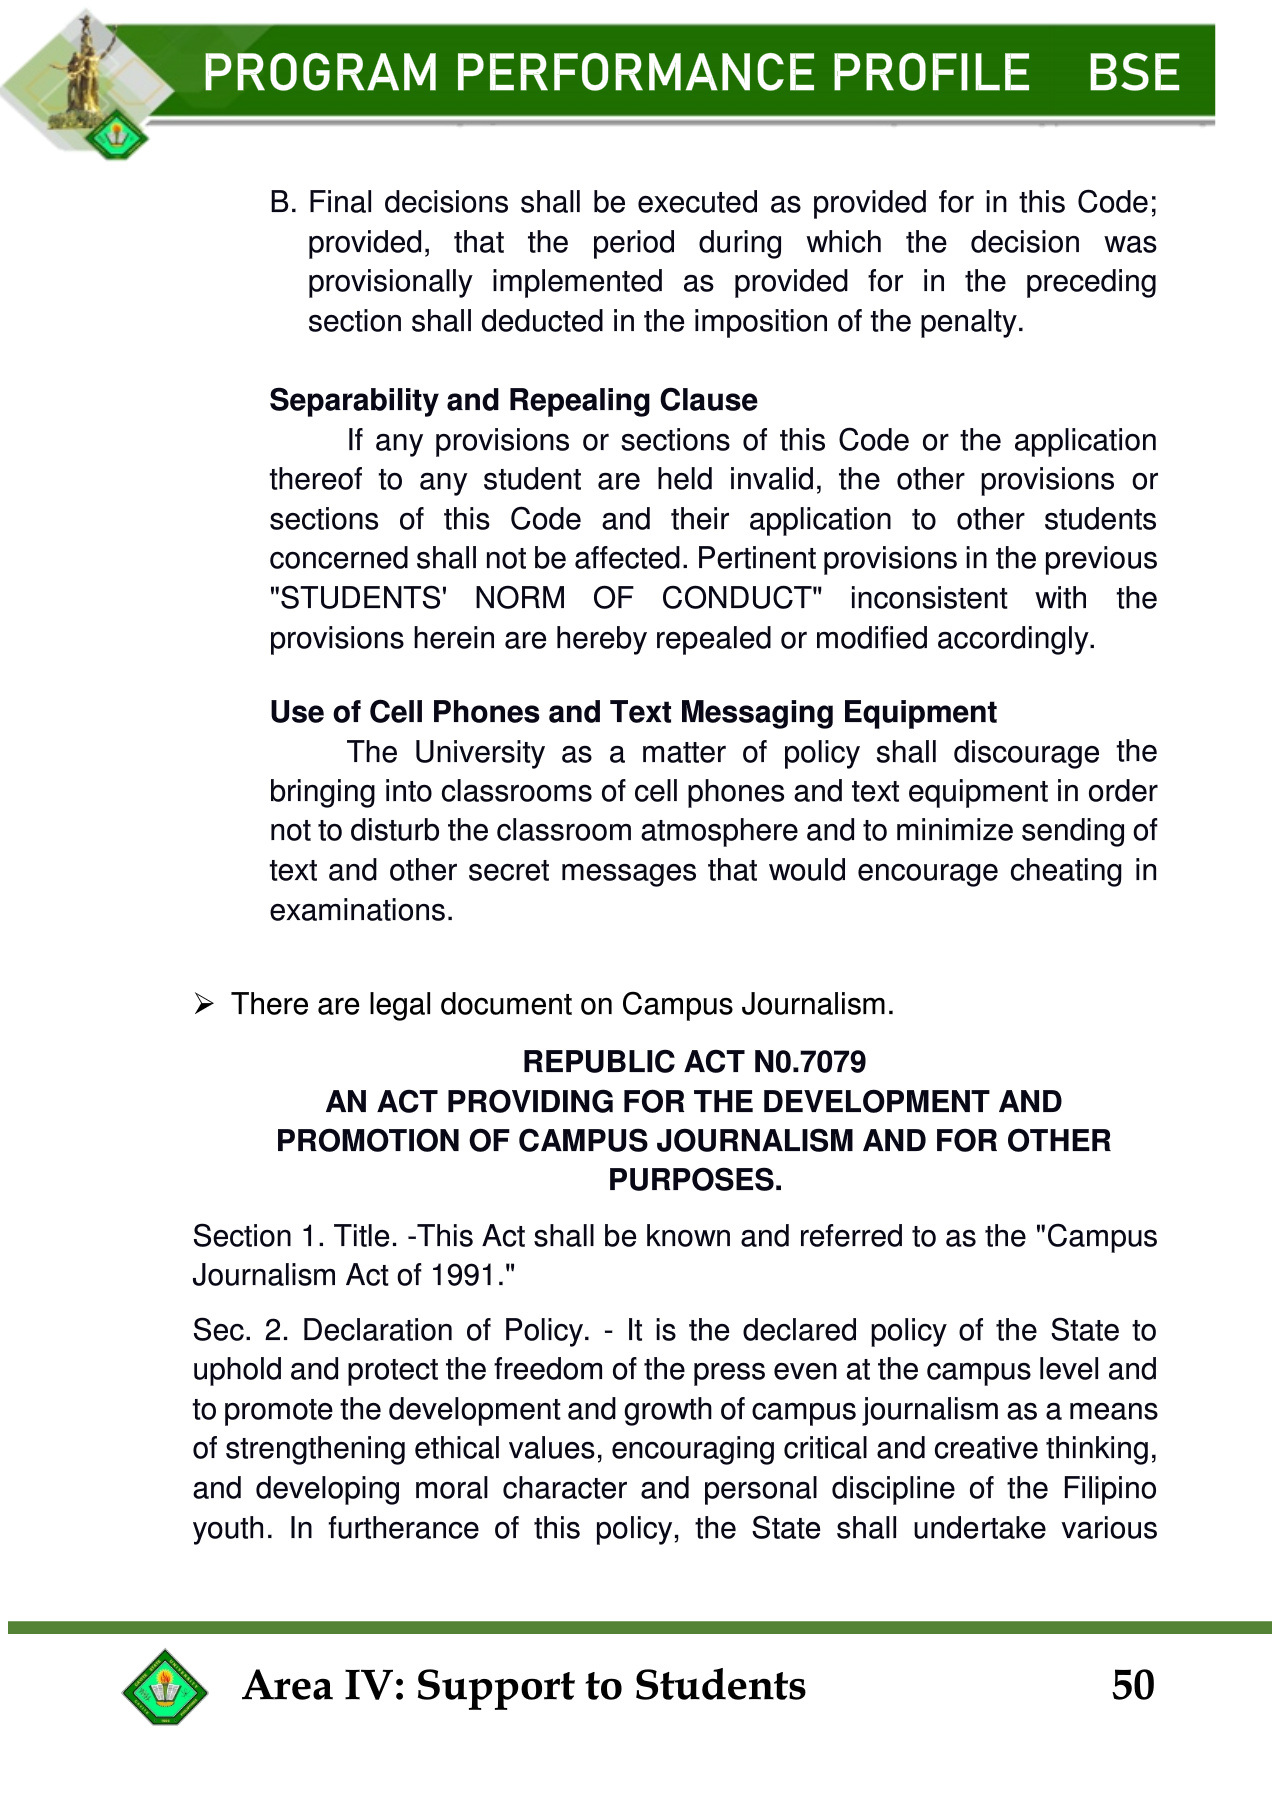 PROGRAM PERFORMANCE PROFILE BSE
B. Final decisions shall be executed as provided for in this Code;
provided, that the period during which the decision was
provisionally implemented as provided for in the preceding
section shall deducted in the imposition of the penalty.
Separability and Repealing Clause
If any provisions or sections of this Code or the application
thereof to any student are held invalid, the other provisions or
sections of this Code and their application to other students
concerned shall not be affected. Pertinent provisions in the previous
"STUDENTS' NORM OF CONDUCT" inconsistent with the
provisions herein are hereby repealed or modified accordingly.
Use of Cell Phones and Text Messaging Equipment
The University as a matter of policy shall discourage the
bringing into classrooms of cell phones and text equipment in order
not to disturb the classroom atmosphere and to minimize sending of
text and other secret messages that would encourage cheating in
examinations.
➢ There are legal document on Campus Journalism.
REPUBLIC ACT N0.7079
AN ACT PROVIDING FOR THE DEVELOPMENT AND
PROMOTION OF CAMPUS JOURNALISM AND FOR OTHER
PURPOSES.
Section 1. Title. -This Act shall be known and referred to as the "Campus
Journalism Act of 1991."
Sec. 2. Declaration of Policy. - It is the declared policy of the State to
uphold and protect the freedom of the press even at the campus level and
to promote the development and growth of campus journalism as a means
of strengthening ethical values, encouraging critical and creative thinking,
and developing moral character and personal discipline of the Filipino
youth. In furtherance of this policy, the State shall undertake various
Area IV: Support to Students 50